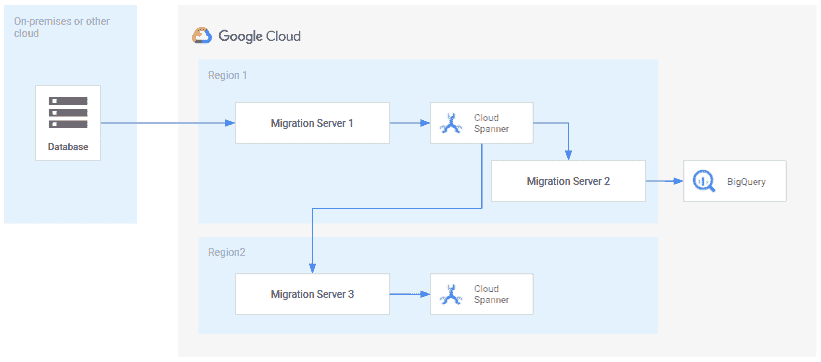 On-premises or other
cloud
Google Cloud
Region 1
Database
Migration Server 1
Cloud
Spanner
Migration Server 2
BigQuery
Region2
Migration Server 3
Cloud
Spanner